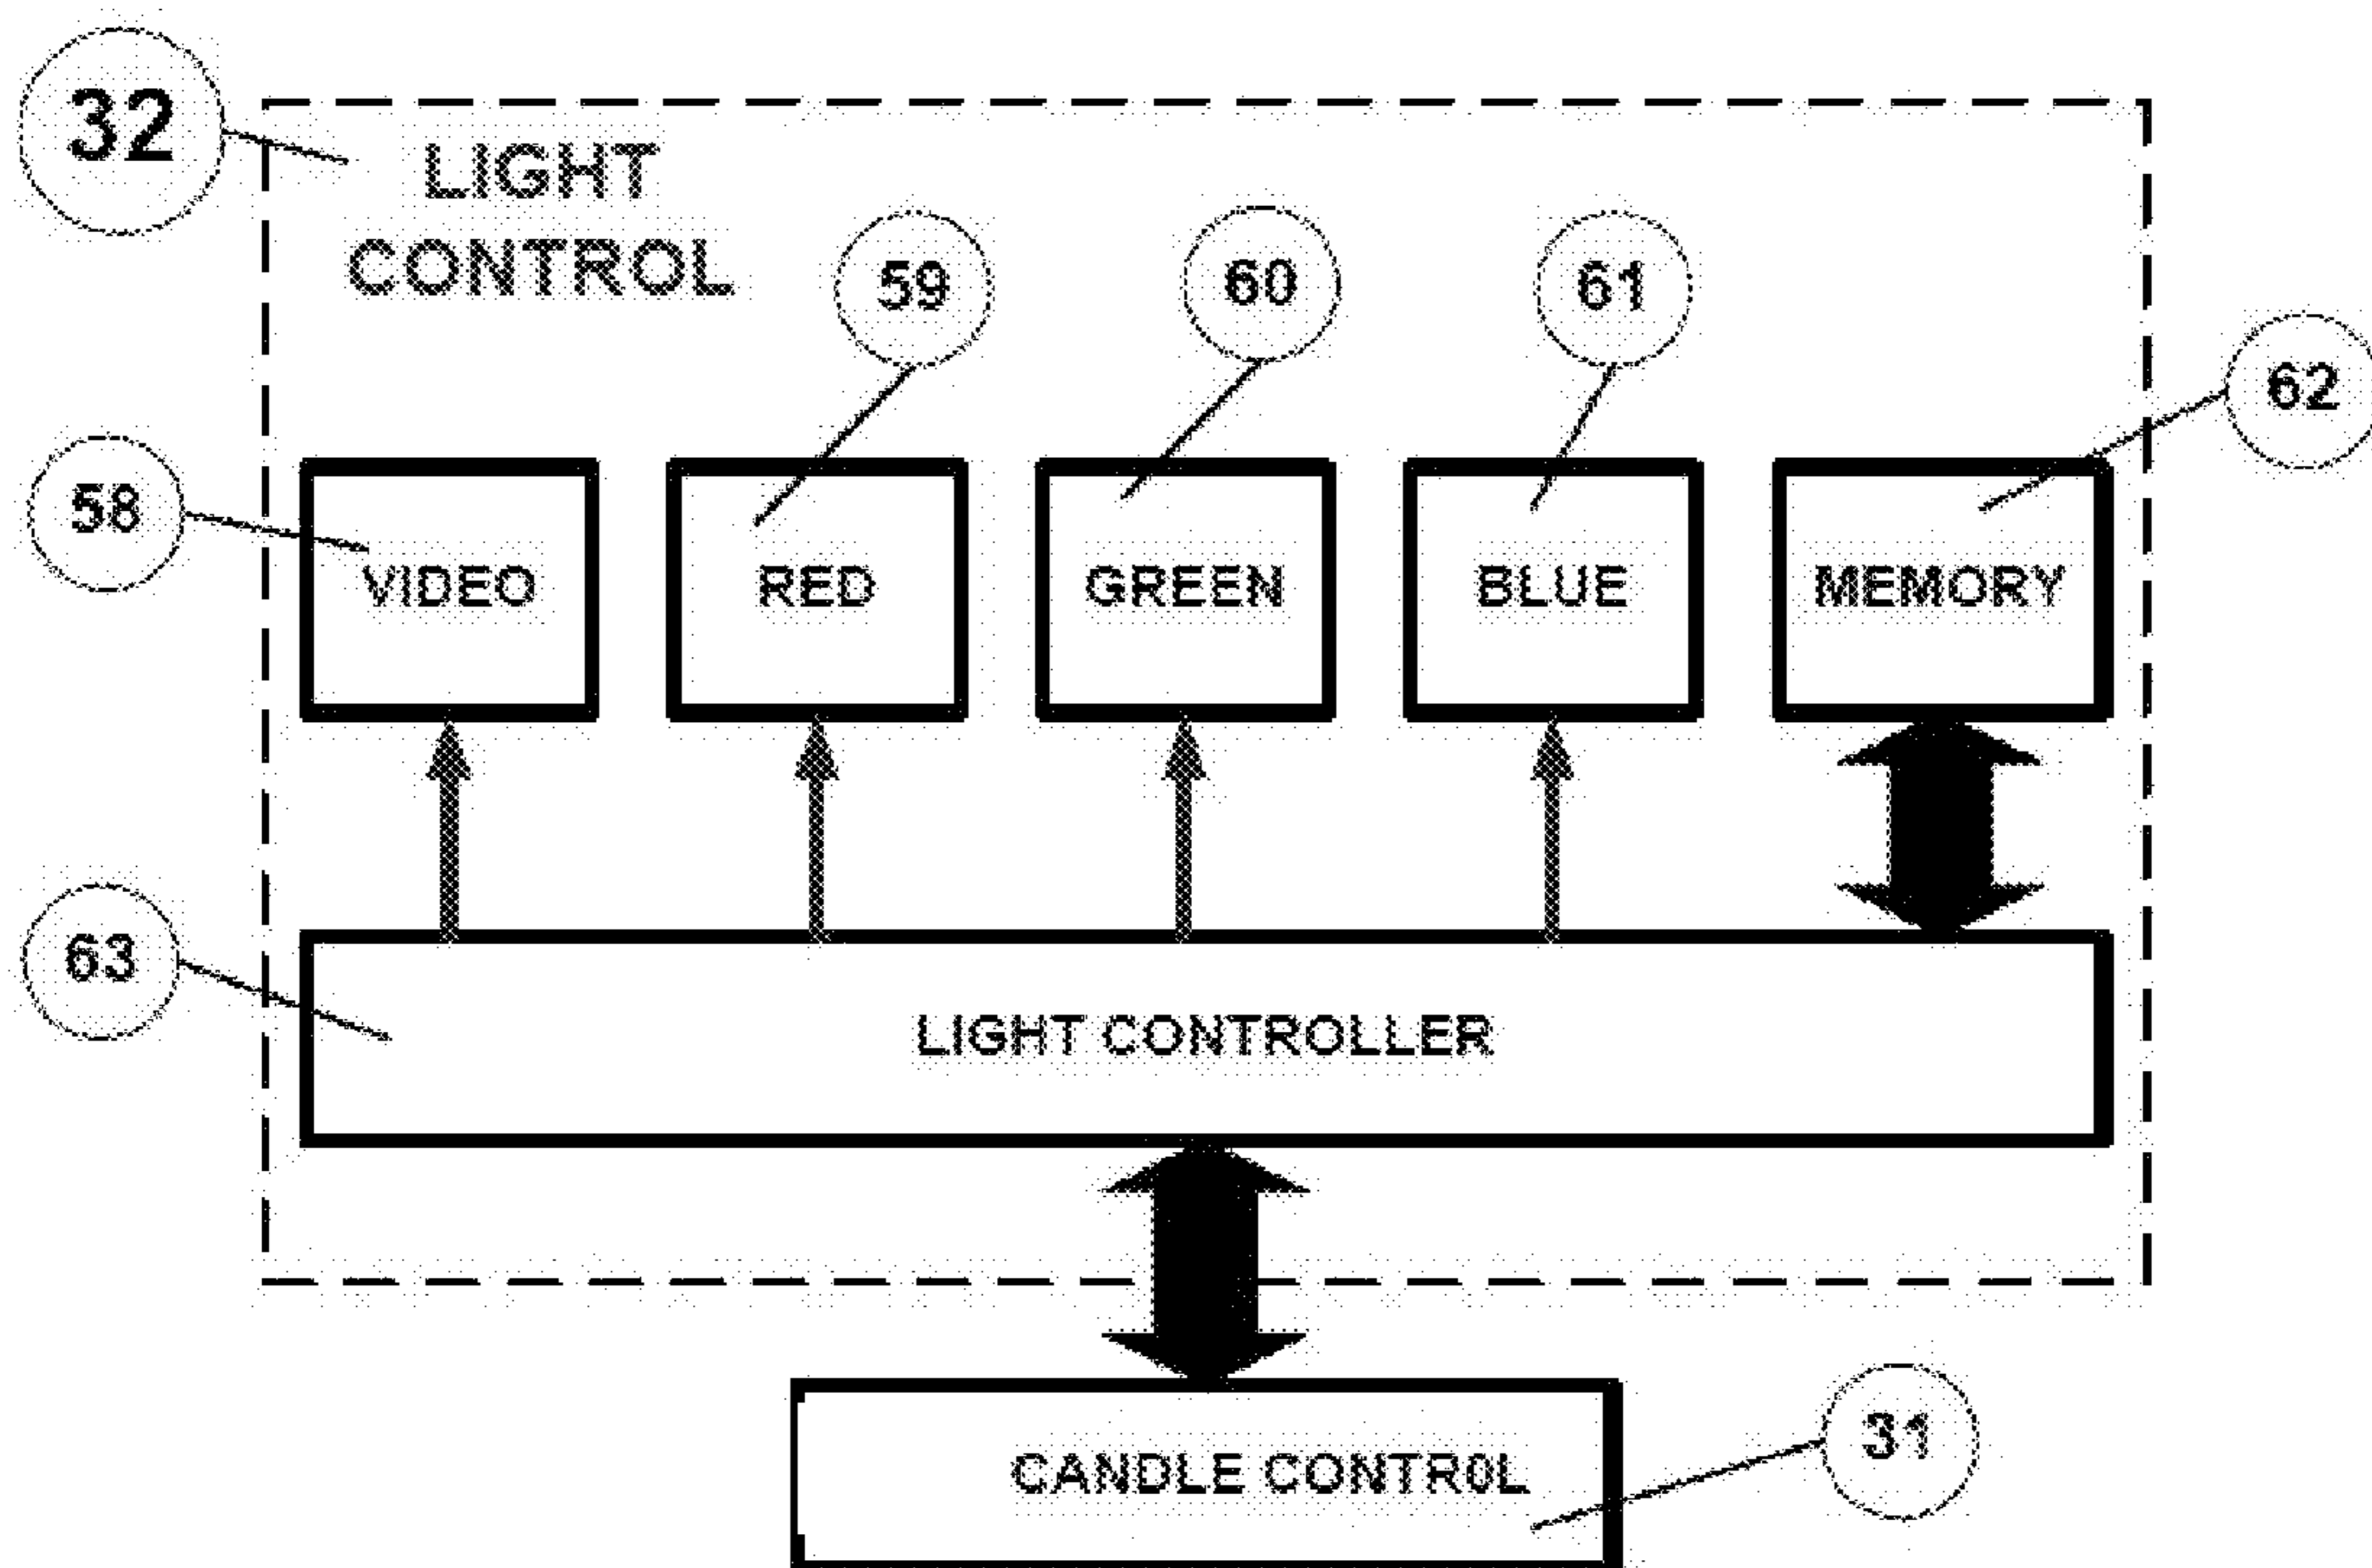 32
LIGHT
CONTROL
59
60
61
62
58
VIDEO
RED
GREEN
BLUE
MEMORY
63
LIGHT CONTROLLER
CANDLE CONTR0L
31